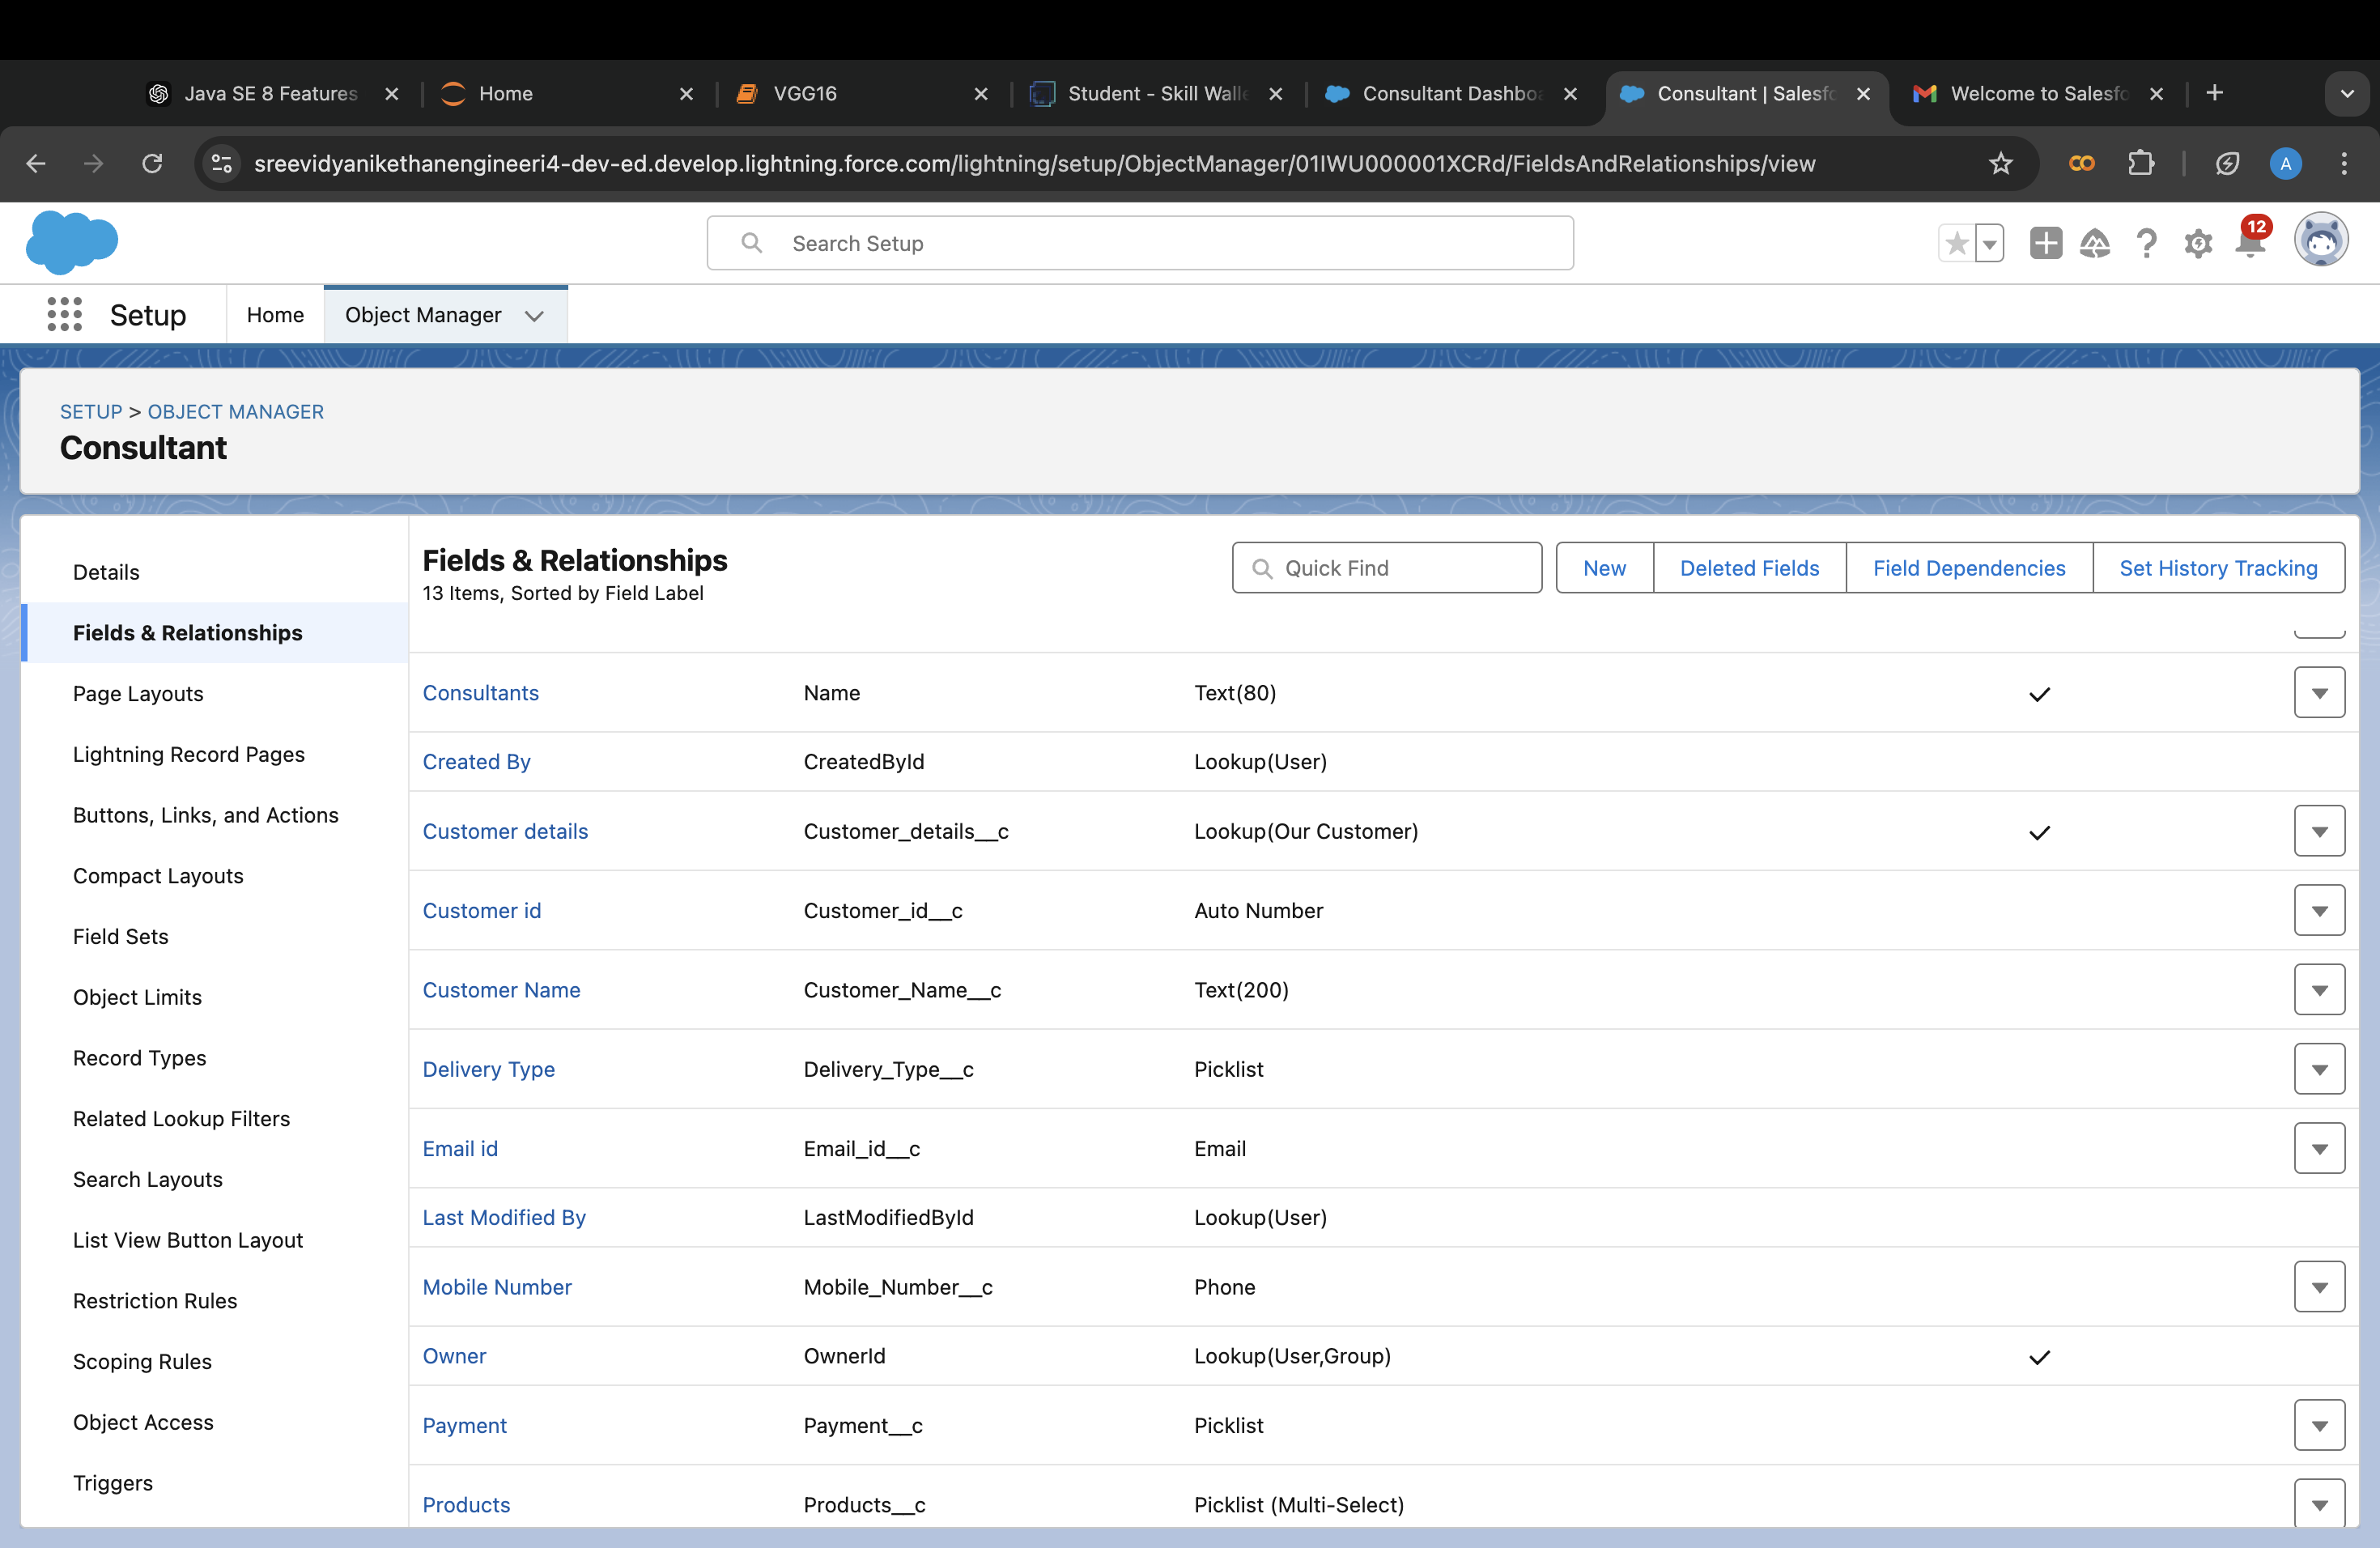 Java SE 8 Features
Home
VGG16
Student - Skill Walle
Consultant Dashboa
Consultant | Salesfo
Welcome to Salesfo
sreevidyanikethanengineeri4-dev-ed.develop.lightning.force.com/lightning/setup/ObjectManager/01IWU000001XCRd/FieldsAndRelationships/view
A
Search Setup
12
Setup
Home
Object Manager
SETUP > OBJECT MANAGER
Consultant
Details
Fields & Relationships
Page Layouts
Lightning Record Pages
Buttons, Links, and Actions
Compact Layouts
Field Sets
Object Limits
Record Types
Related Lookup Filters
Search Layouts
List View Button Layout
Restriction Rules
Scoping Rules
Object Access
Triggers
Fields & Relationships
13 Items, Sorted by Field Label
Quick Find
New
Deleted Fields
Field Dependencies
Set History Tracking
Consultants Name Text(80)
Created By CreatedById Lookup(User)
Customer details Customer_details__c Lookup(Our Customer)
Customer id Customer_id__c Auto Number
Customer Name Customer_Name__c Text(200)
Delivery Type Delivery_Type__c Picklist
Email id Email_id__c Email
Last Modified By LastModifiedById Lookup(User)
Mobile Number Mobile_Number__c Phone
Owner OwnerId Lookup(User,Group)
Payment Payment__c Picklist
Products Products__c Picklist (Multi-Select)